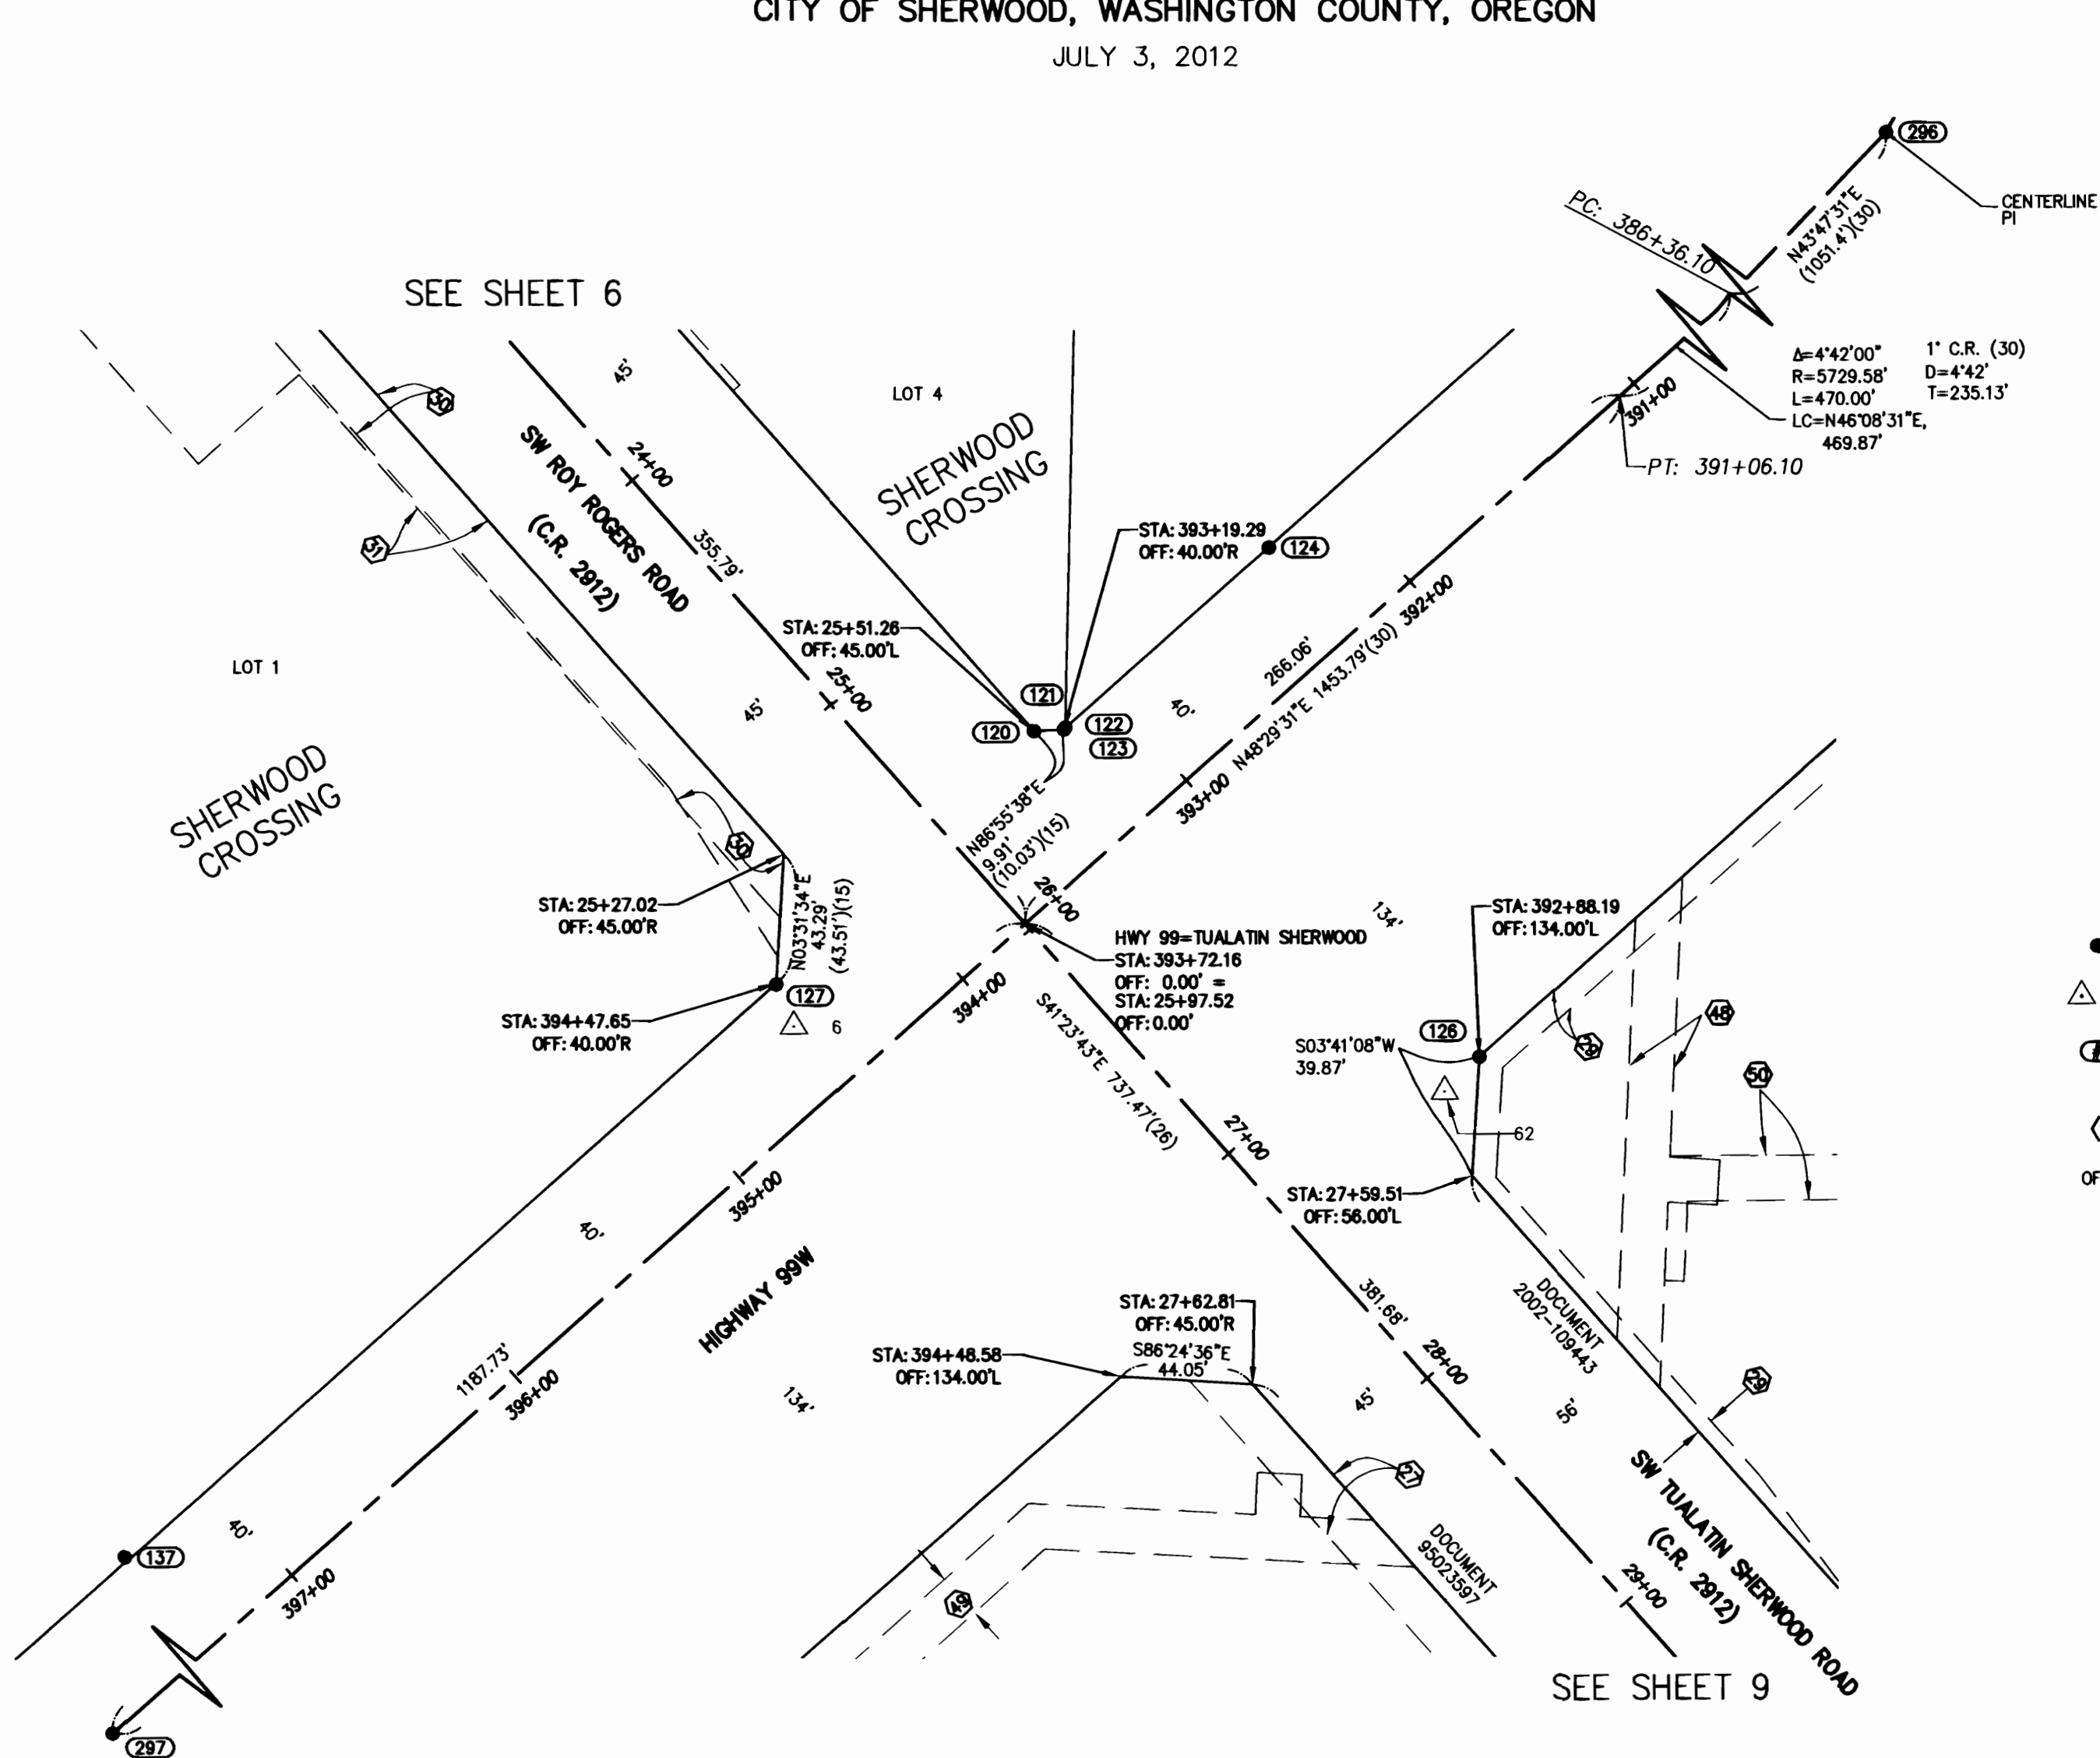 CITY OF SHERWOOD, WASHINGTON COUNTY, OREGON
JULY 3, 2012
296
CENTERLINE
PI
N43°47'31"E
(1051.4')(30)
PC: 386+36.10
SEE SHEET 6
Δ=4°42'00"
R=5729.58'
L=470.00'
LC=N46°08'31"E,
469.87'
1° C.R. (30)
D=4°42'
T=235.13'
391+00
PT: 391+06.10
45'
LOT 4
30
SHERWOOD
CROSSING
24+00
SW ROY ROGERS ROAD
(C.R. 2912)
355.79'
31
STA: 393+19.29
OFF: 40.00'R
124
392+00
STA: 25+51.26
OFF: 45.00'L
LOT 1
25+00
45'
121
120
122
123
40'
266.06'
N48°29'31"E 1453.79'(30)
393+00
SHERWOOD
CROSSING
30
N86°55'38"E
9.91'
(10.03')(15)
STA: 25+27.02
OFF: 45.00'R
N03°31'34"E
43.29'
(43.51')(15)
26+00
134'
STA: 392+88.19
OFF: 134.00'L
HWY 99=TUALATIN SHERWOOD
STA: 393+72.16
OFF: 0.00' =
STA: 25+97.52
OFF: 0.00'
127
6
394+00
STA: 394+47.65
OFF: 40.00'R
S41°23'43"E 737.47'(26)
S03°41'08"W
39.87'
126
29
48
50
62
27+00
395+00
STA: 27+59.51
OFF: 56.00'L
40'
HIGHWAY 99W
381.68'
DOCUMENT
2002-109443
STA: 27+62.81
OFF: 45.00'R
S86°24'36"E
44.05'
STA: 394+48.58
OFF: 134.00'L
28+00
1187.73'
396+00
134'
45'
56'
29
27
SW TUALATIN SHERWOOD ROAD
(C.R. 2912)
DOCUMENT
95023597
40'
137
397+00
49
29+00
SEE SHEET 9
297
OF